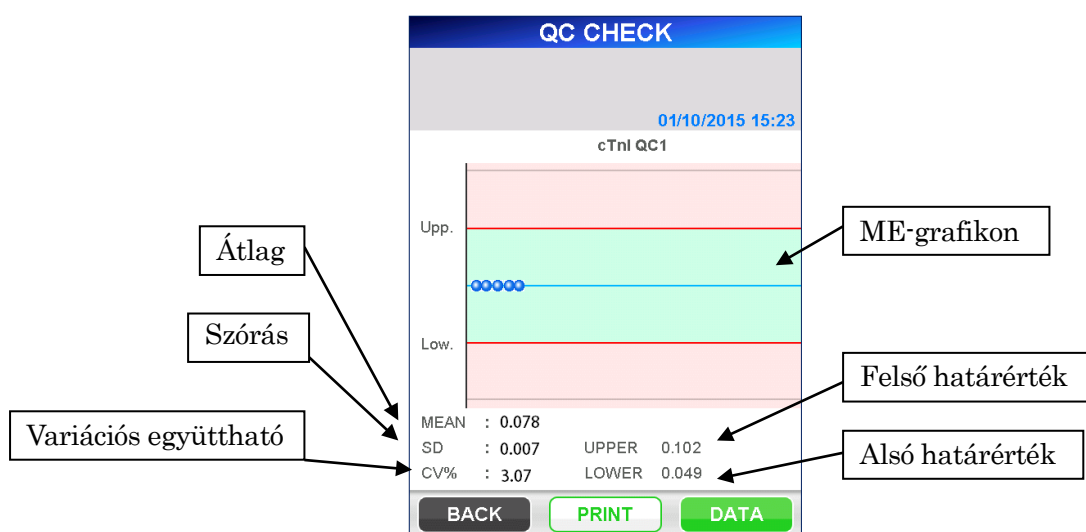 QC CHECK
01/10/2015 15:23
cTnI QC1
Upp.
Low.
MEAN : 0.078
SD : 0.007 UPPER 0.102
CV% : 3.07 LOWER 0.049
BACK PRINT DATA
Átlag
Szórás
Variációs együttható
ME-grafikon
Felső határérték
Alsó határérték